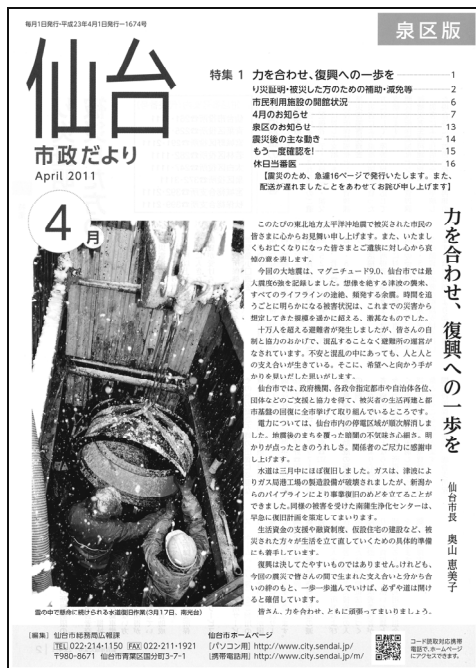 毎月1日発行・平成23年4月1日発行ー1674号
泉区版
仙台
市政だより
April 2011
4月
特集 1 力を合わせ、復興への一歩を 1
り災証明・被災した方のための補助・減免等 2
市民利用施設の開館状況 6
4月のお知らせ 7
泉区のお知らせ 13
震災後の主な動き 14
もう一度確認を! 15
休日当番医 16
【震災のため、急遽16ページで発行いたします。また、
配送が遅れましたことをあわせてお詫び申し上げます】
力を合わせ、復興への一歩を
仙台市長 奥山 恵美子
このたびの東北地方太平洋沖地震で被災された市民の
皆さまに心からお見舞い申し上げます。また、いたまし
くもお亡くなりになった皆さまとご遺族に対し心から哀
悼の意を表します。
今回の大地震は、マグニチュード9.0、仙台市では最
大震度6強を記録しました。想像を絶する津波の襲来、
すべてのライフラインの途絶、頻発する余震。時間を追
うごとに明らかになる被害状況は、これまでの災害から
想定してきた規模を遥かに超える、激甚なものでした。
十万人を超える避難者が発生しましたが、皆さんの自
制と協力のおかげで、混乱することなく避難所の運営が
なされています。不安と混乱の中にあっても、人と人と
の支え合いが生きている。そこに、希望へと向かう手が
かりを見いだした思いがします。
仙台市では、政府機関、各政令指定都市や自治体各位、
団体などのご支援と協力を得て、被災者の生活再建と都
市基盤の回復に全市挙げて取り組んでいるところです。
電力については、仙台市内の停電区域が順次解消しま
した。地震後のまちを覆った暗闇の不気味さ心細さ。明
かりが点ったときのうれしさ。関係者のご尽力に感謝申
し上げます。
水道は三月中にほぼ復旧しました。ガスは、津波によ
りガス局港工場の製造設備が破壊されましたが、新潟か
らのパイプラインにより事業復旧のめどを立てることが
できました。同様の被害を受けた南蒲生浄化センターは、
早急に復旧計画を策定してまいります。
生活資金の支援や融資制度、仮設住宅の建設など、被
災された方々が生活を立て直していくための具体的準備
にも着手しています。
復興は決してたやすいものではありません。けれども、
今回の震災で皆さんの間で生まれた支え合いと分かち合
いの絆のもと、一歩一歩進んでいけば、必ずや道は開け
ると確信しています。
皆さん、力を合わせ、ともに頑張ってまいりましょう。
雪の中で懸命に続けられる水道復旧作業(3月17日、南光台)
[編集] 仙台市総務局広報課
TEL 022-214-1150 FAX 022-211-1921
〒980-8671 仙台市青葉区国分町3-7-1
仙台市ホームページ
[パソコン用] http://www.city.sendai.jp/
[携帯電話用] http://www.city.sendai.jp/m/
コード読取対応携帯
電話で、ホームページ
にアクセスできます。